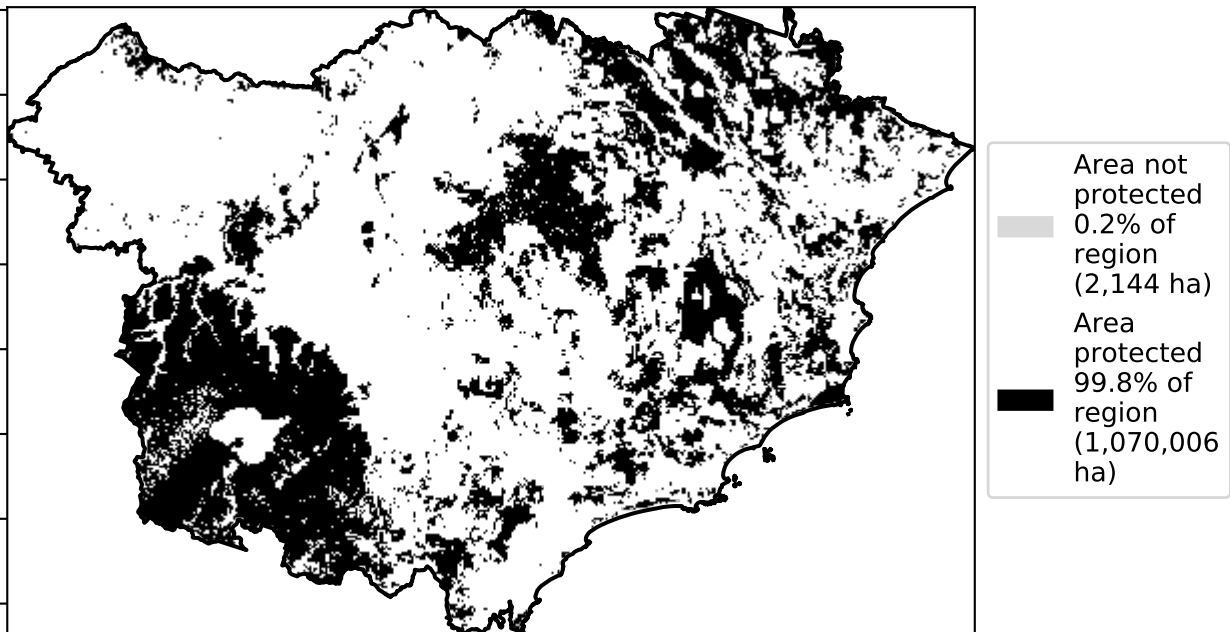 Area not
protected
0.2% of
region
(2,144 ha)
Area
protected
99.8% of
region
(1,070,006
ha)